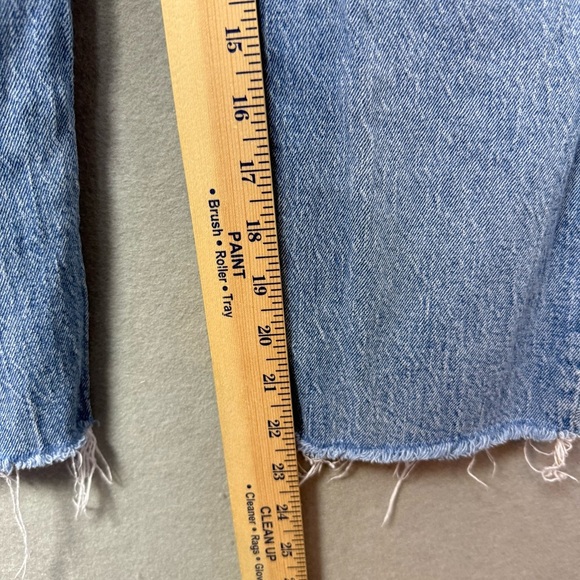 15
16
17
18
19
20
21
22
23
24
25
PAINT
• Brush • Roller • Tray
CLEAN UP
• Cleaner • Rags • Glov